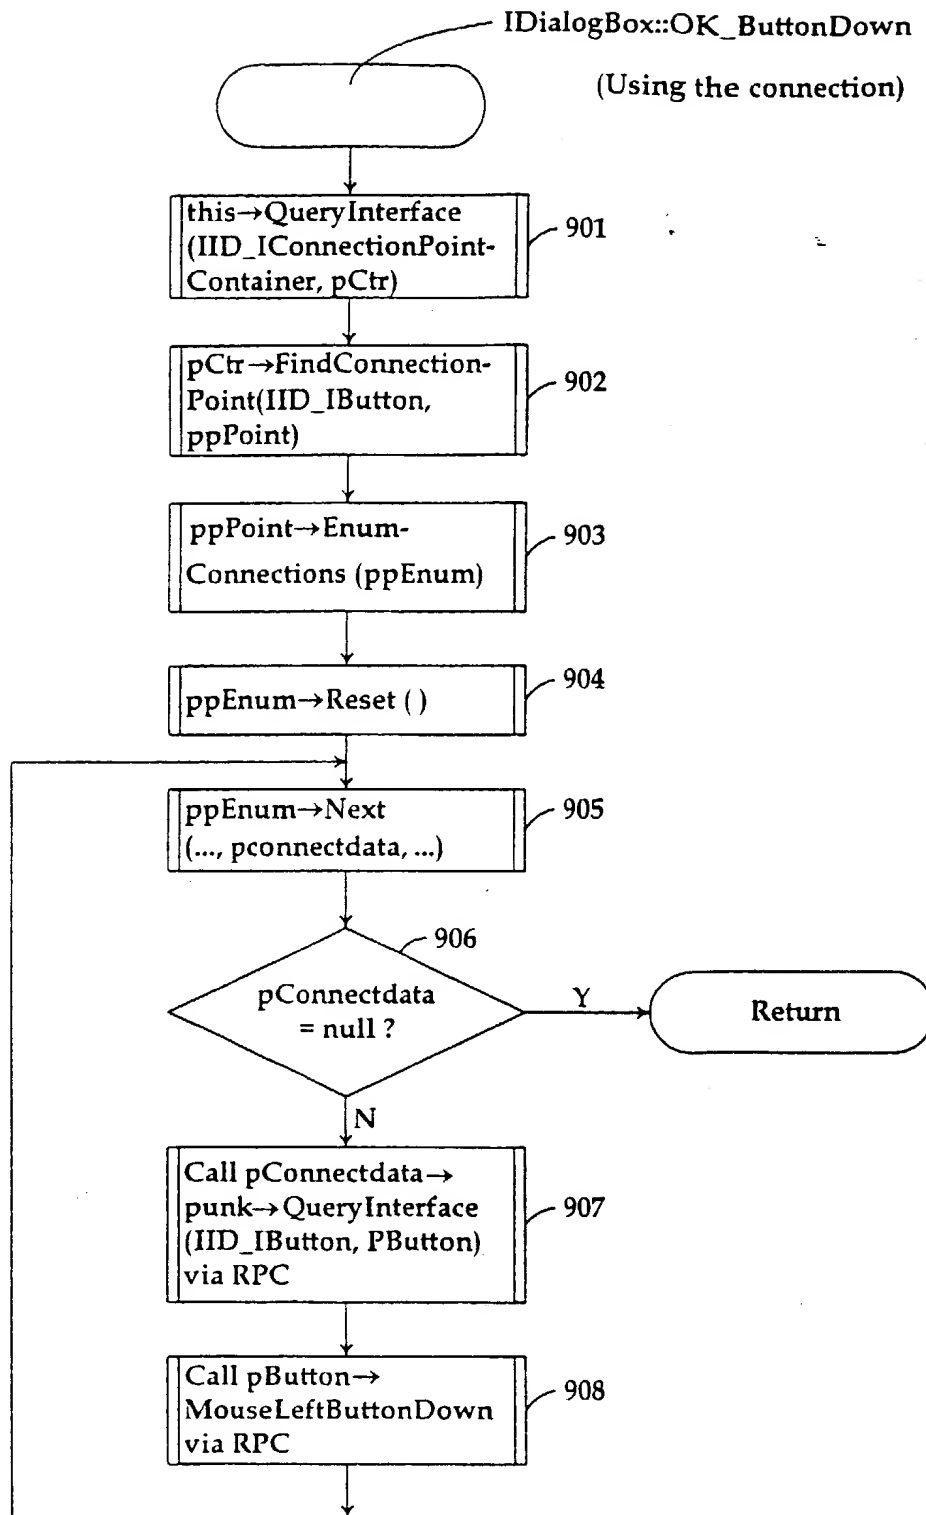 IDialogBox::OK_ButtonDown
(Using the connection)
this→QueryInterface
(IID_IConnectionPoint-
Container, pCtr)
901
pCtr→FindConnection-
Point(IID_IButton,
ppPoint)
902
ppPoint→Enum-
Connections (ppEnum)
903
ppEnum→Reset ( )
904
ppEnum→Next
(..., pconnectdata, ...)
905
906
pConnectdata
= null ?
Y
Return
N
Call pConnectdata→
punk→QueryInterface
(IID_IButton, PButton)
via RPC
907
Call pButton→
MouseLeftButtonDown
via RPC
908